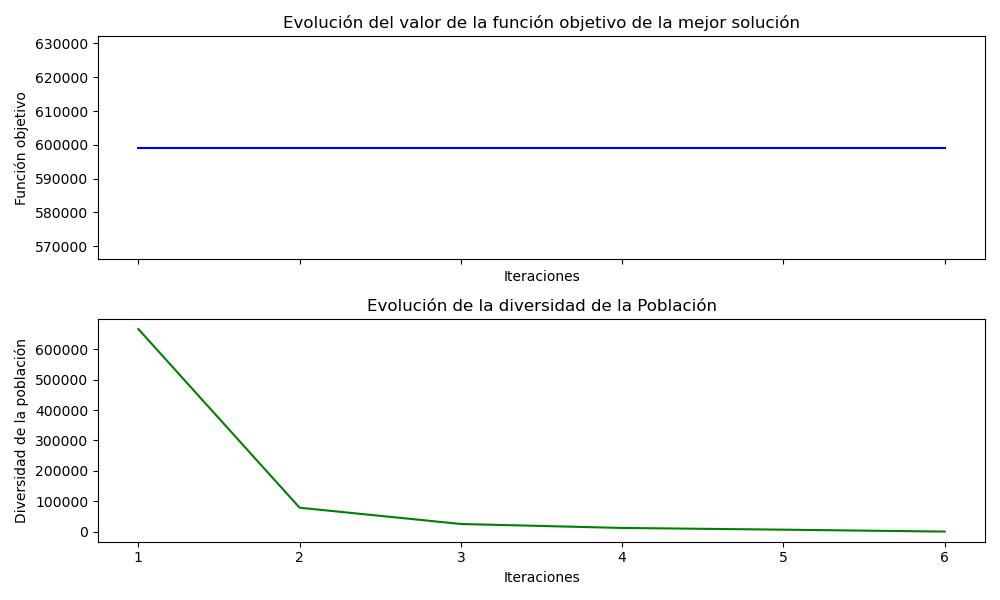 Evolución del valor de la función objetivo de la mejor solución
630000
620000
610000
600000
590000
580000
570000
Función objetivo
Iteraciones
Evolución de la diversidad de la Población
600000
500000
400000
300000
200000
100000
0
Diversidad de la población
1 2 3 4 5 6
Iteraciones